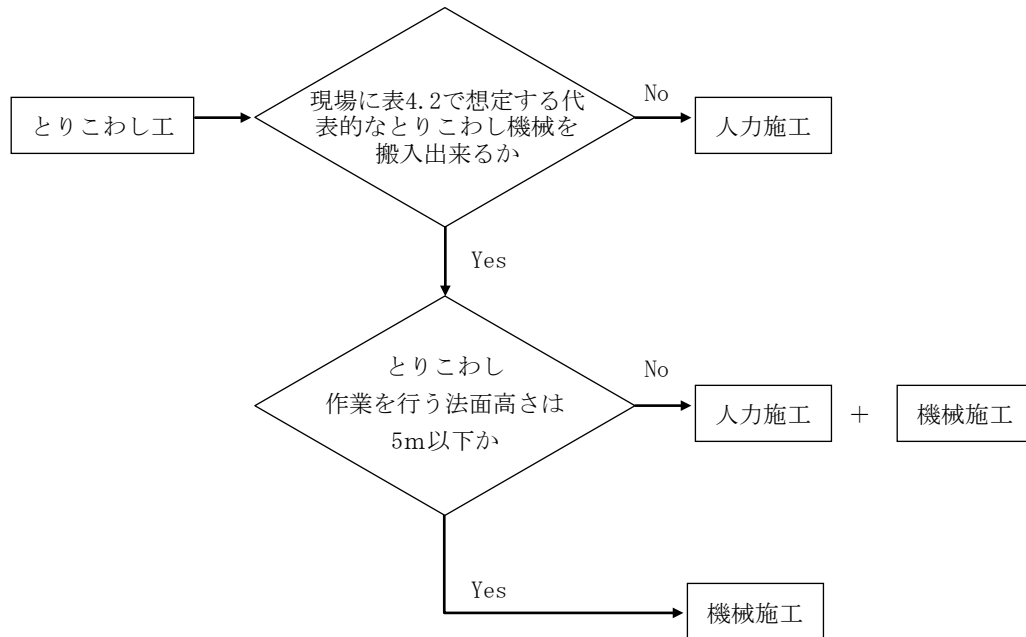 現場に表4.2で想定する代
表的なとりこわし機械を
搬入出来るか
とりこわし工
No
人力施工
Yes
とりこわし
作業を行う法面高さは
5m以下か
No
人力施工 + 機械施工
Yes
機械施工